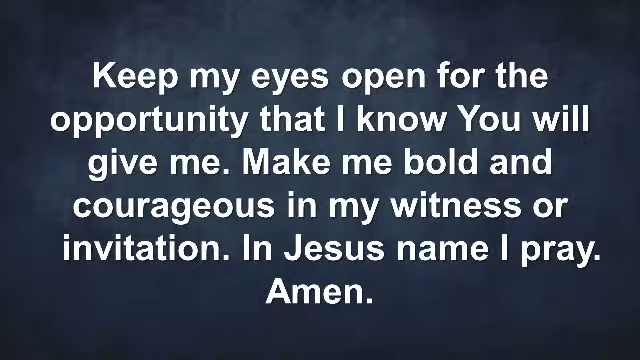 Keep my eyes open for the
opportunity that I know You will
give me. Make me bold and
courageous in my witness or
invitation. In Jesus name I pray.
Amen.